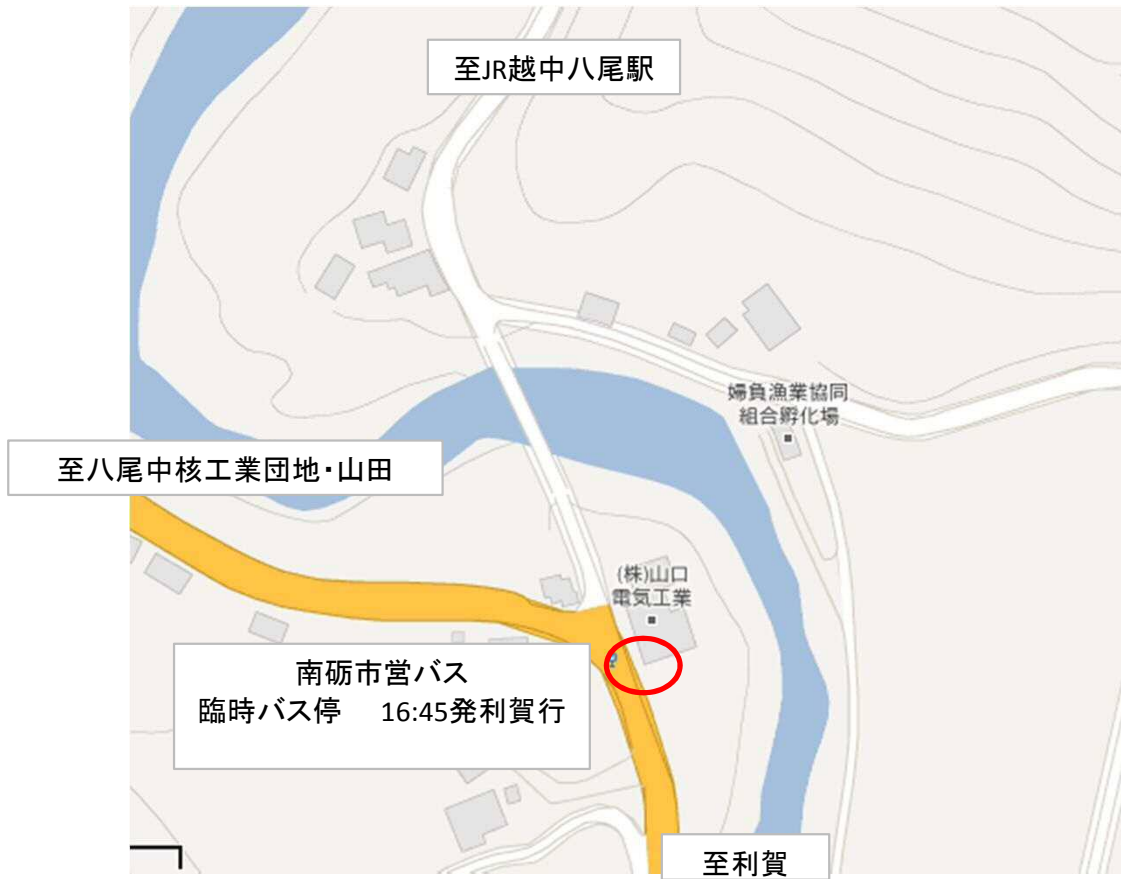 至JR越中八尾駅
婦負漁業協同
組合孵化場
至八尾中核工業団地・山田
(株)山口
電気工業
南砺市営バス
臨時バス停　16:45発利賀行
至利賀